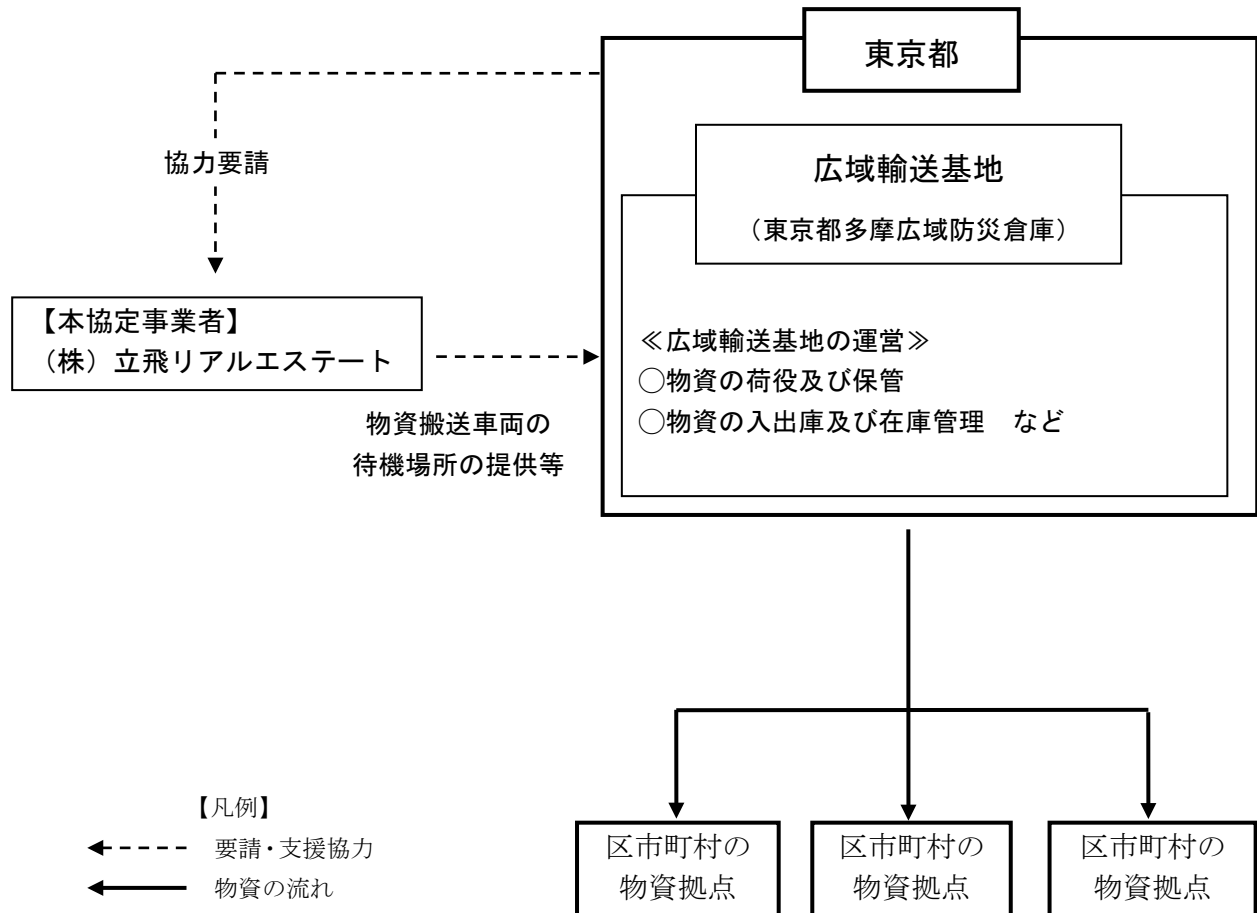 東京都
協力要請
広域輸送基地
（東京都多摩広域防災倉庫）
【本協定事業者】
（株）立飛リアルエステート
≪広域輸送基地の運営≫
○物資の荷役及び保管
○物資の入出庫及び在庫管理　など
物資搬送車両の
待機場所の提供等
【凡例】
要請・支援協力
物資の流れ
区市町村の
物資拠点
区市町村の
物資拠点
区市町村の
物資拠点